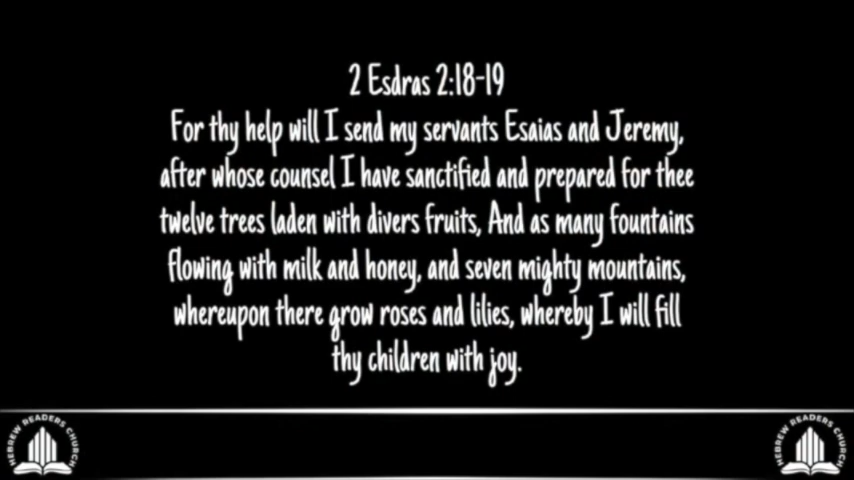 2 Esdras 2:18-19
For thy help will I send my servants Esaias and Jeremy,
after whose counsel I have sanctified and prepared for thee
twelve trees laden with divers fruits, And as many fountains
flowing with milk and honey, and seven mighty mountains,
whereupon there grow roses and lilies, whereby I will fill
thy children with joy.
HEBREW READERS CHURCH
HEBREW READERS CHURCH